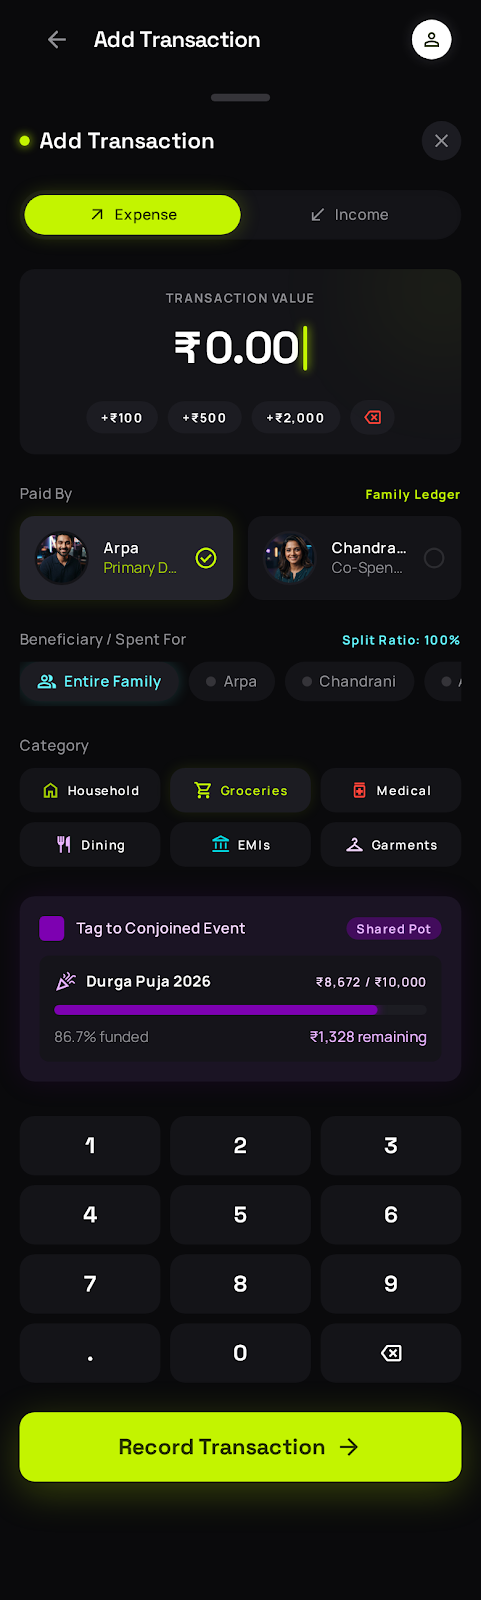 Add Transaction
Add Transaction
Expense
Income
TRANSACTION VALUE
₹0.00
+₹100
+₹500
+₹2,000
Paid By
Family Ledger
Arpa
Primary D...
Chandra...
Co-Spen...
Beneficiary / Spent For
Split Ratio: 100%
Entire Family
Arpa
Chandrani
Category
Household
Groceries
Medical
Dining
EMIs
Garments
Tag to Conjoined Event
Shared Pot
Durga Puja 2026
₹8,672 / ₹10,000
86.7% funded
₹1,328 remaining
1
2
3
4
5
6
7
8
9
.
0
Record Transaction